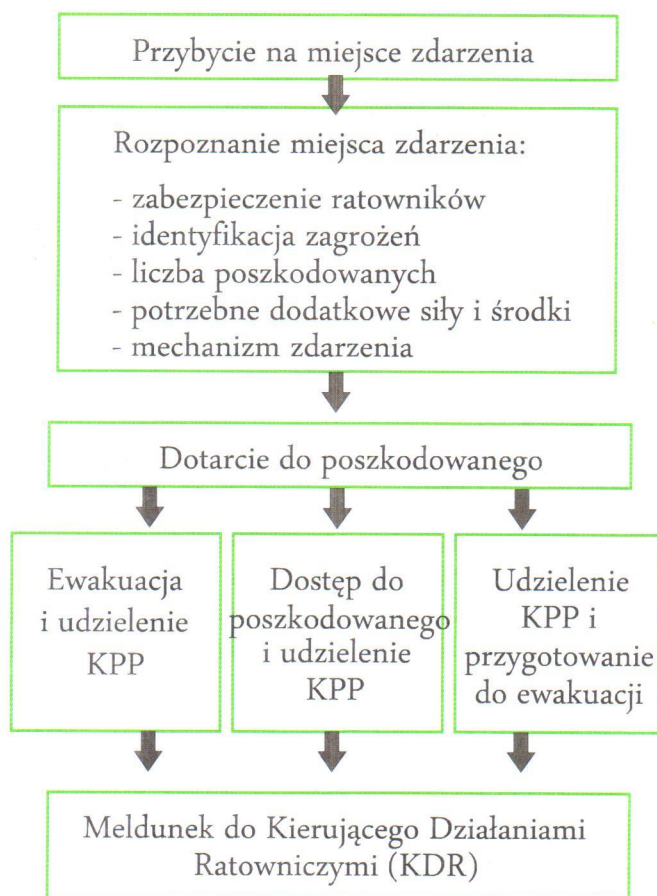 Przybycie na miejsce zdarzenia
Rozpoznanie miejsca zdarzenia:
- zabezpieczenie ratowników
- identyfikacja zagrożeń
- liczba poszkodowanych
- potrzebne dodatkowe siły i środki
- mechanizm zdarzenia
Dotarcie do poszkodowanego
Ewakuacja
i udzielenie
KPP
Dostęp do
poszkodowanego
i udzielenie
KPP
Udzielenie
KPP i
przygotowanie
do ewakuacji
Meldunek do Kierującego Działaniami
Ratowniczymi (KDR)